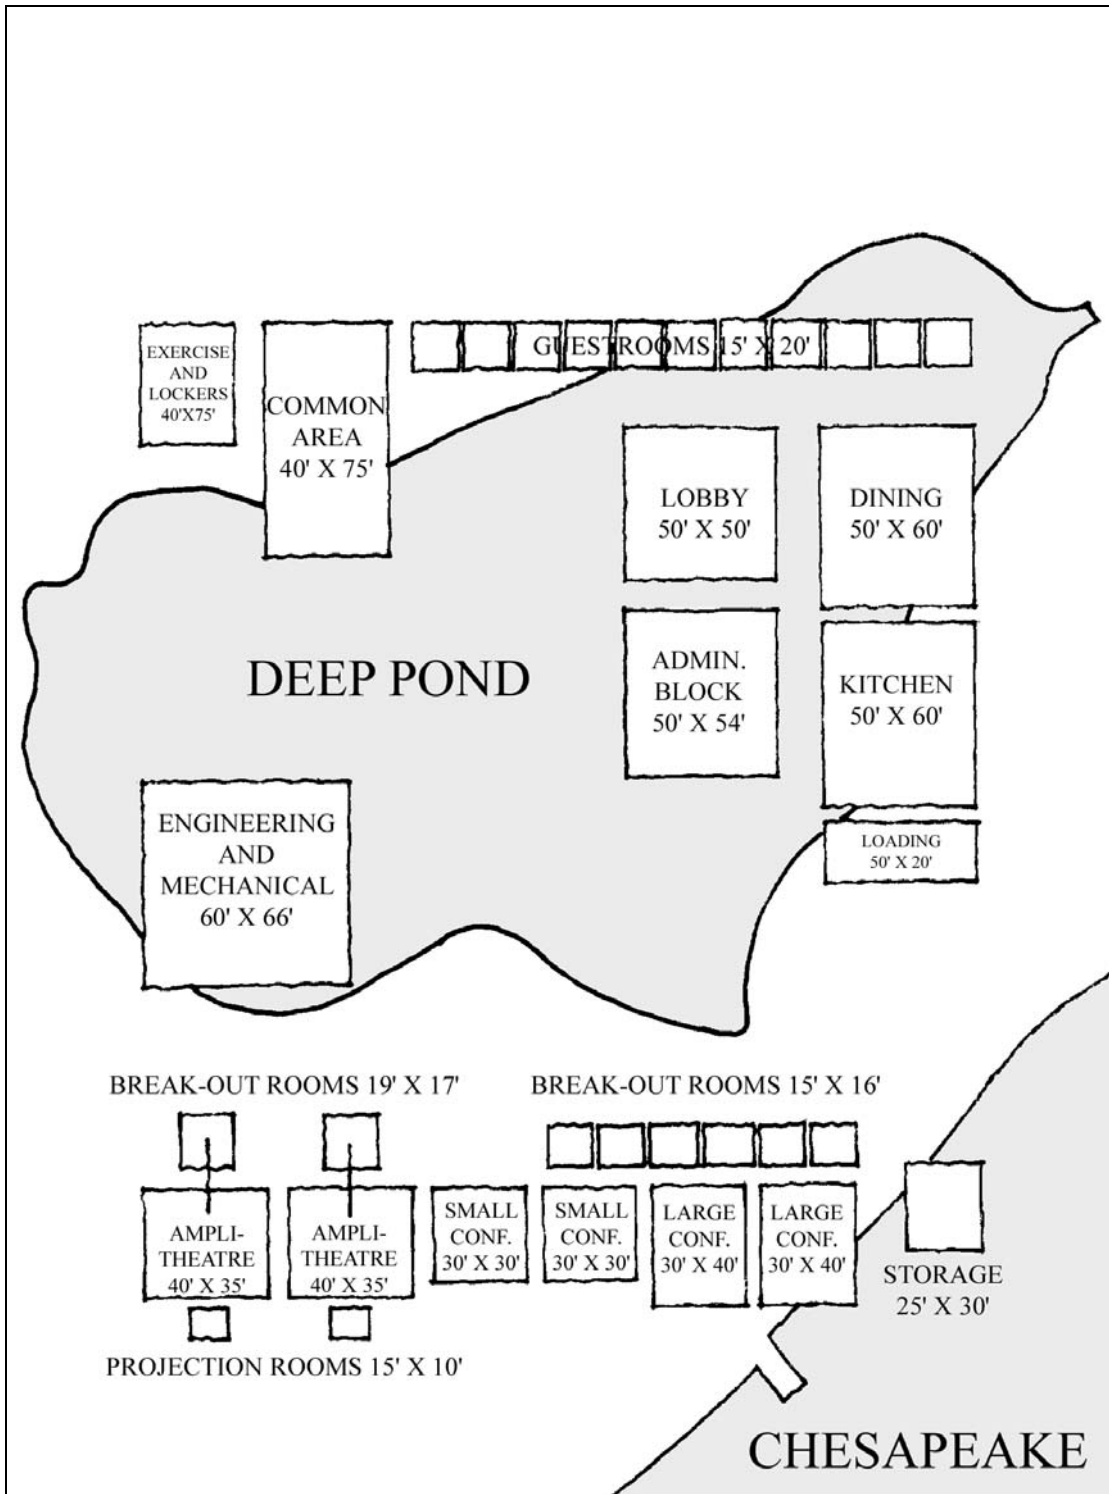 EXERCISE
AND
LOCKERS
40'X75'
COMMON
AREA
40' X 75'
GUESTROOMS 15' X 20'
LOBBY
50' X 50'
DINING
50' X 60'
DEEP POND
ADMIN.
BLOCK
50' X 54'
KITCHEN
50' X 60'
ENGINEERING
AND
MECHANICAL
60' X 66'
LOADING
50' X 20'
BREAK-OUT ROOMS 19' X 17'
BREAK-OUT ROOMS 15' X 16'
AMPLI-
THEATRE
40' X 35'
AMPLI-
THEATRE
40' X 35'
SMALL
CONF.
30' X 30'
SMALL
CONF.
30' X 30'
LARGE
CONF.
30' X 40'
LARGE
CONF.
30' X 40'
STORAGE
25' X 30'
PROJECTION ROOMS 15' X 10'
CHESAPEAKE